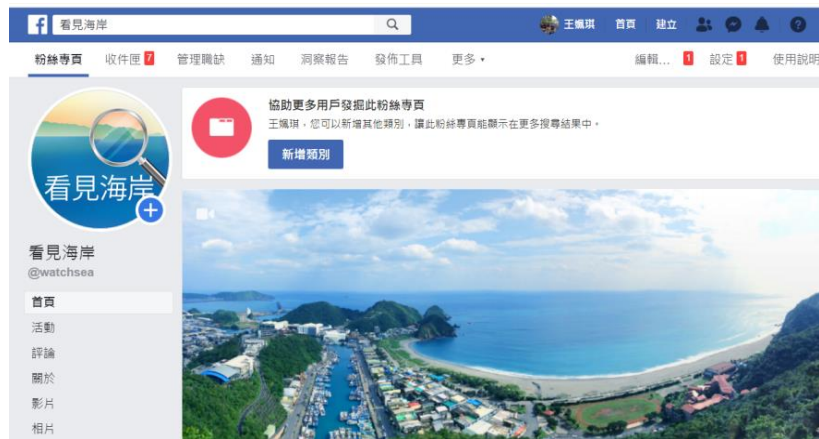 看見海岸
王姵琪 首頁 建立
粉絲專頁 收件匣 7 管理職缺 通知 洞察報告 發佈工具 更多 編輯... 1 設定 1 使用說明
協助更多用戶發掘此粉絲專頁
王姵琪，您可以新增其他類別，讓此粉絲專頁能顯示在更多搜尋結果中。
新增類別
看見海岸
看見海岸
@watchsea
首頁
活動
評論
關於
影片
相片